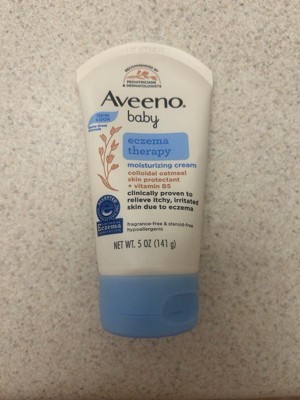 RECOMMENDED BY
PEDIATRICIANS
& DERMATOLOGISTS
Aveeno®
baby
eczema
therapy
moisturizing cream
colloidal oatmeal
skin protectant
+ vitamin B5
clinically proven to
relieve itchy, irritated
skin due to eczema
Eczema
fragrance-free & steroid-free
hypoallergenic
NET WT. 5 OZ (141 g)